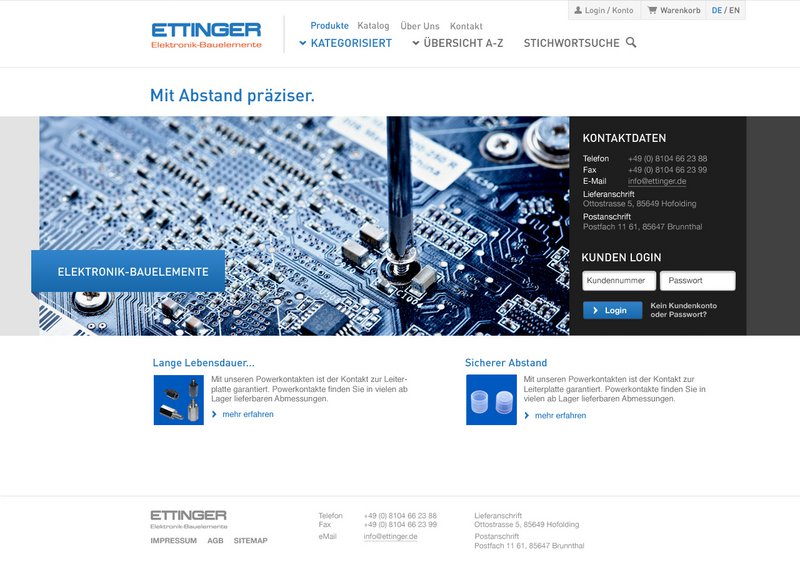 Login / Konto
Warenkorb
DE / EN
ETTINGER
Elektronik-Bauelemente
Produkte Katalog Über Uns Kontakt
KATEGORISIERT ÜBERSICHT A-Z STICHWORTSUCHE
Mit Abstand präziser.
ELEKTRONIK-BAUELEMENTE
KONTAKTDATEN
Telefon +49 (0) 8104 66 23 88
Fax +49 (0) 8104 66 23 99
E-Mail info@ettinger.de
Lieferanschrift
Ottostrasse 5, 85649 Hofolding
Postanschrift
Postfach 11 61, 85647 Brunnthal
KUNDEN LOGIN
Kundennummer Passwort
Login
Kein Kundenkonto
oder Passwort?
Lange Lebensdauer...
Mit unseren Powerkontakten ist der Kontakt zur Leiter-
platte garantiert. Powerkontakte finden Sie in vielen ab
Lager lieferbaren Abmessungen.
mehr erfahren
Sicherer Abstand
Mit unseren Powerkontakten ist der Kontakt zur
Leiterplatte garantiert. Powerkontakte finden Sie in
vielen ab Lager lieferbaren Abmessungen.
mehr erfahren
ETTINGER
Elektronik-Bauelemente
IMPRESSUM AGB SITEMAP
Telefon +49 (0) 8104 66 23 88
Fax +49 (0) 8104 66 23 99
eMail info@ettinger.de
Lieferanschrift
Ottostrasse 5, 85649 Hofolding
Postanschrift
Postfach 11 61, 85647 Brunnthal